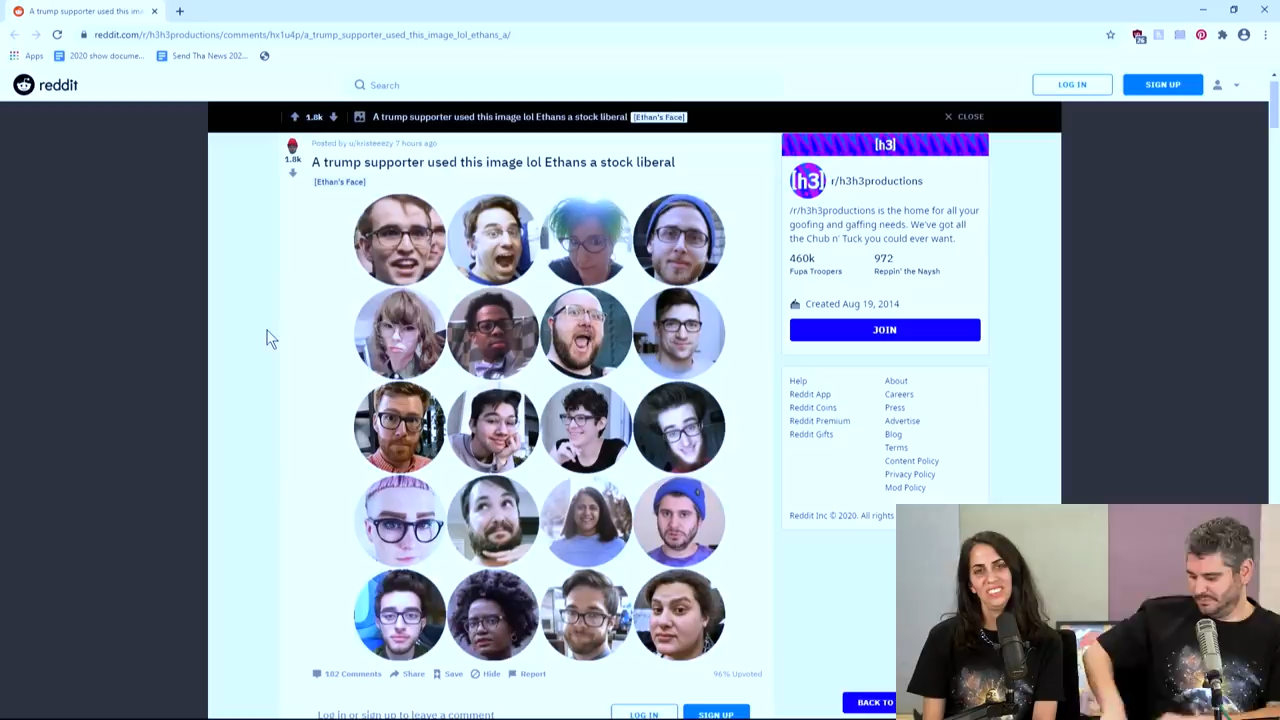 A trump supporter used this ima
reddit.com/r/h3h3productions/comments/hx1u4p/a_trump_supporter_used_this_image_lol_ethans_a/
Apps
2020 show docume...
Send Tha News 202...
reddit
Search
LOG IN
SIGN UP
1.8k
A trump supporter used this image lol Ethans a stock liberal
[Ethan's Face]
CLOSE
Posted by u/kristeeezy 7 hours ago
1.8k
A trump supporter used this image lol Ethans a stock liberal
[Ethan's Face]
182 Comments
Share
Save
Hide
Report
96% Upvoted
Log in or sign up to leave a comment
LOG IN
SIGN UP
[h3]
[h3]
r/h3h3productions
/r/h3h3productions is the home for all your
goofing and gaffing needs. We've got all
the Chub n' Tuck you could ever want.
460k
972
Fupa Troopers
Reppin' the Naysh
Created Aug 19, 2014
JOIN
Help
About
Reddit App
Careers
Reddit Coins
Press
Reddit Premium
Advertise
Reddit Gifts
Blog
Terms
Content Policy
Privacy Policy
Mod Policy
Reddit Inc © 2020. All rights
BACK TO